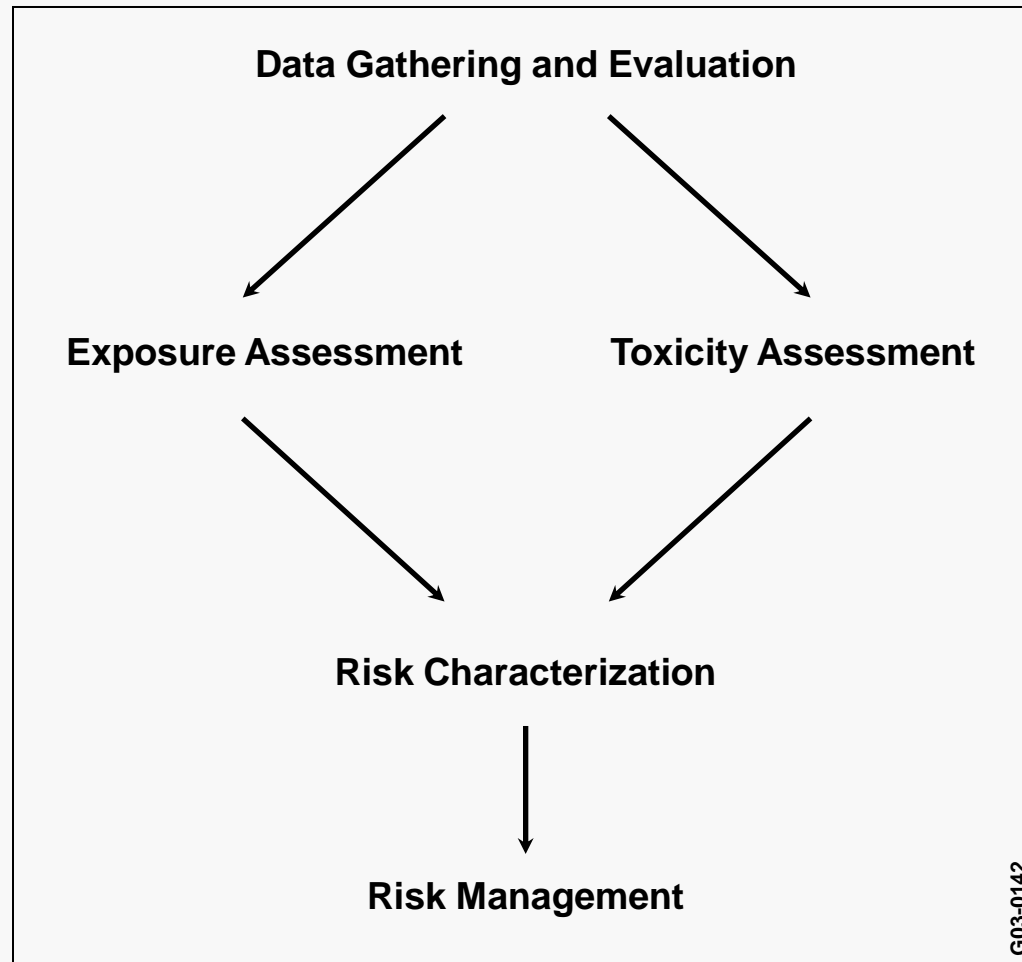 Data Gathering and Evaluation
Exposure Assessment
Toxicity Assessment
Risk Characterization
Risk Management
G03-0142